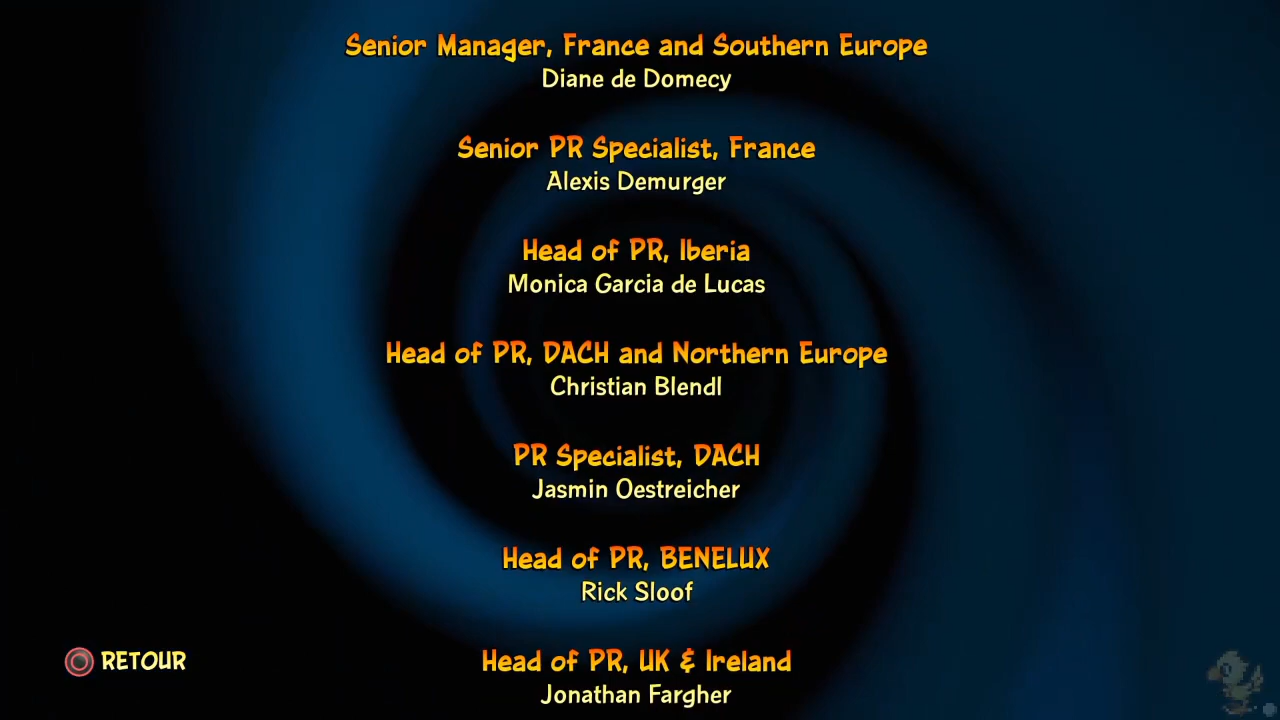 Senior Manager, France and Southern Europe
Diane de Domecy
Senior PR Specialist, France
Alexis Demurger
Head of PR, Iberia
Monica Garcia de Lucas
Head of PR, DACH and Northern Europe
Christian Blendl
PR Specialist, DACH
Jasmin Oestreicher
Head of PR, BENELUX
Rick Sloof
Head of PR, UK & Ireland
Jonathan Fargher
RETOUR